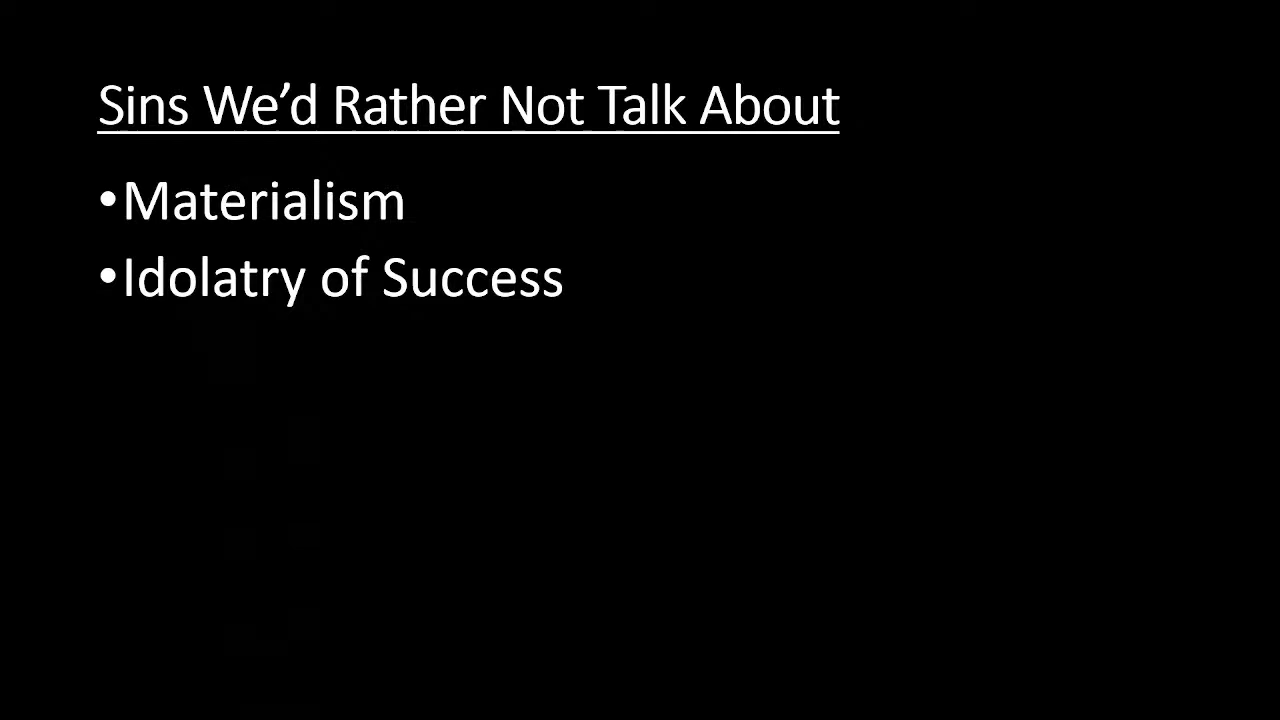 Sins We’d Rather Not Talk About
•Materialism
•Idolatry of Success